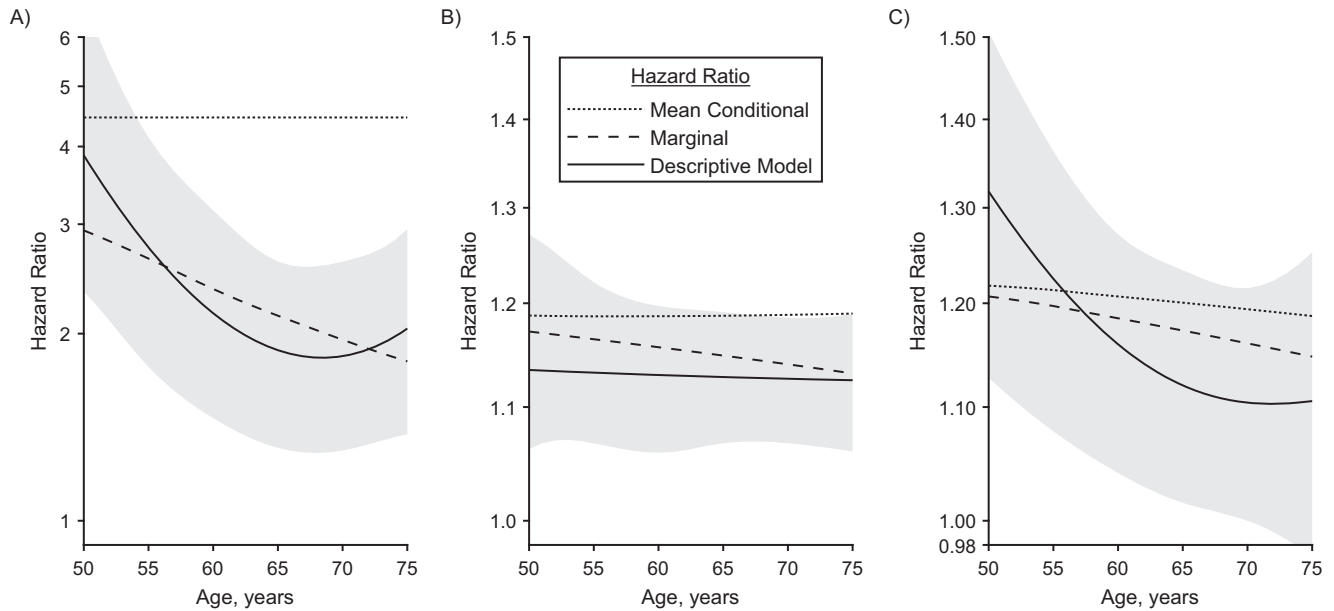 A)
6
5
4
3
2
1
Hazard Ratio
50 55 60 65 70 75
Age, years
B)
1.5
1.4
1.3
1.2
1.1
1.0
Hazard Ratio
Hazard Ratio
Mean Conditional
Marginal
Descriptive Model
50 55 60 65 70 75
Age, years
C)
1.50
1.40
1.30
1.20
1.10
1.00
0.98
Hazard Ratio
50 55 60 65 70 75
Age, years